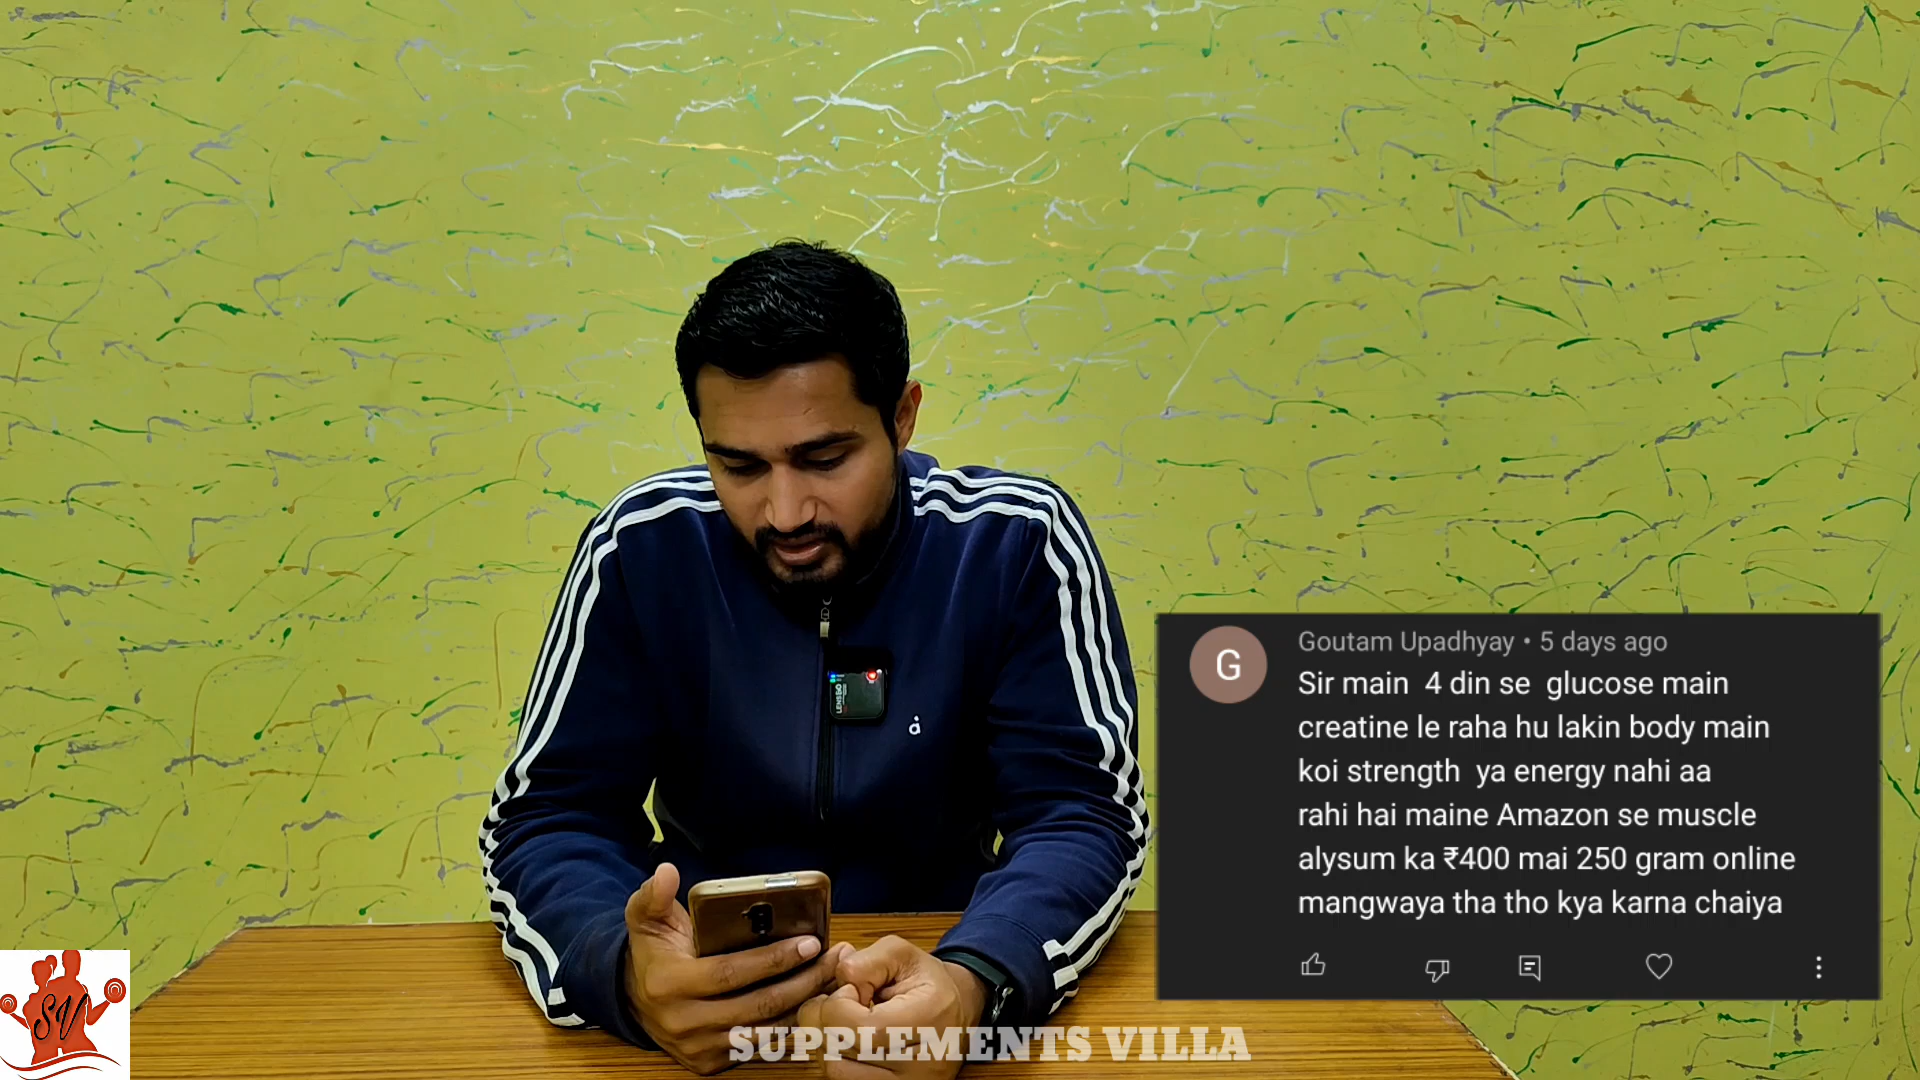 Goutam Upadhyay • 5 days ago
G
Sir main 4 din se glucose main
creatine le raha hu lakin body main
koi strength ya energy nahi aa
rahi hai maine Amazon se muscle
alysum ka ₹400 mai 250 gram online
mangwaya tha tho kya karna chaiya
LENSGO
a.
SV
SUPPLEMENTS VILLA